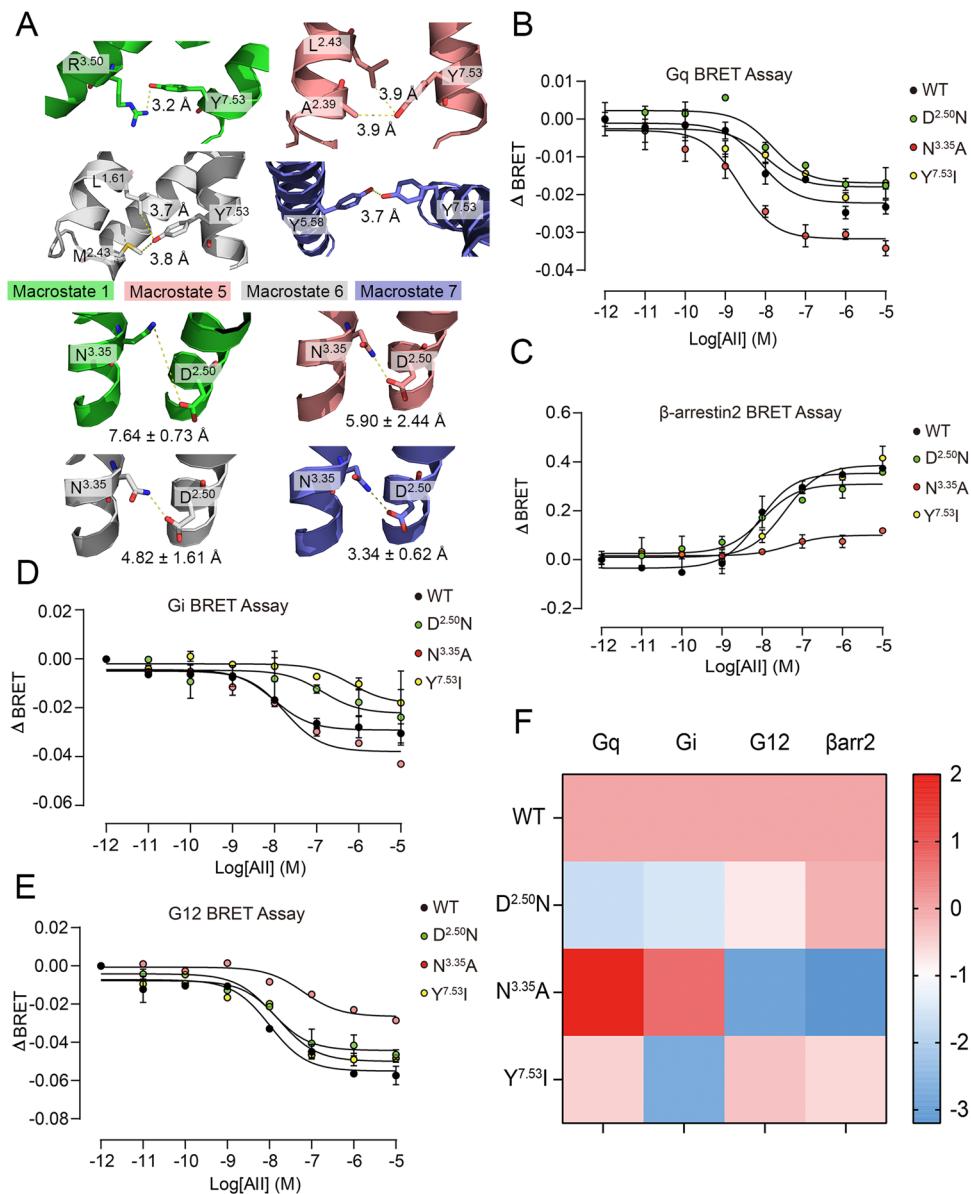 A
R3.50
Y7.53
3.2 Å
L2.43
Y7.53
A2.39
3.9 Å
3.9 Å
L1.61
3.7 Å
Y7.53
M2.43
3.8 Å
Y5.58
3.7 Å
Y7.53
Macrostate 1
Macrostate 5
Macrostate 6
Macrostate 7
N3.35
D2.50
7.64 ± 0.73 Å
N3.35
D2.50
5.90 ± 2.44 Å
N3.35
D2.50
4.82 ± 1.61 Å
N3.35
D2.50
3.34 ± 0.62 Å
B
Gq BRET Assay
Δ BRET
0.01
0.00
-0.01
-0.02
-0.03
-0.04
-12 -11 -10 -9 -8 -7 -6 -5
Log[AII] (M)
WT
D2.50N
N3.35A
Y7.53I
C
β-arrestin2 BRET Assay
Δ BRET
0.6
0.4
0.2
0.0
-0.2
-12 -11 -10 -9 -8 -7 -6 -5
Log[AII] (M)
WT
D2.50N
N3.35A
Y7.53I
D
Gi BRET Assay
Δ BRET
0.02
0.00
-0.02
-0.04
-0.06
-12 -11 -10 -9 -8 -7 -6 -5
Log[AII] (M)
WT
D2.50N
N3.35A
Y7.53I
E
G12 BRET Assay
Δ BRET
0.02
0.00
-0.02
-0.04
-0.06
-0.08
-12 -11 -10 -9 -8 -7 -6 -5
Log[AII] (M)
WT
D2.50N
N3.35A
Y7.53I
F
Gq Gi G12 βarr2
WT
D2.50N
N3.35A
Y7.53I
2
1
0
-1
-2
-3